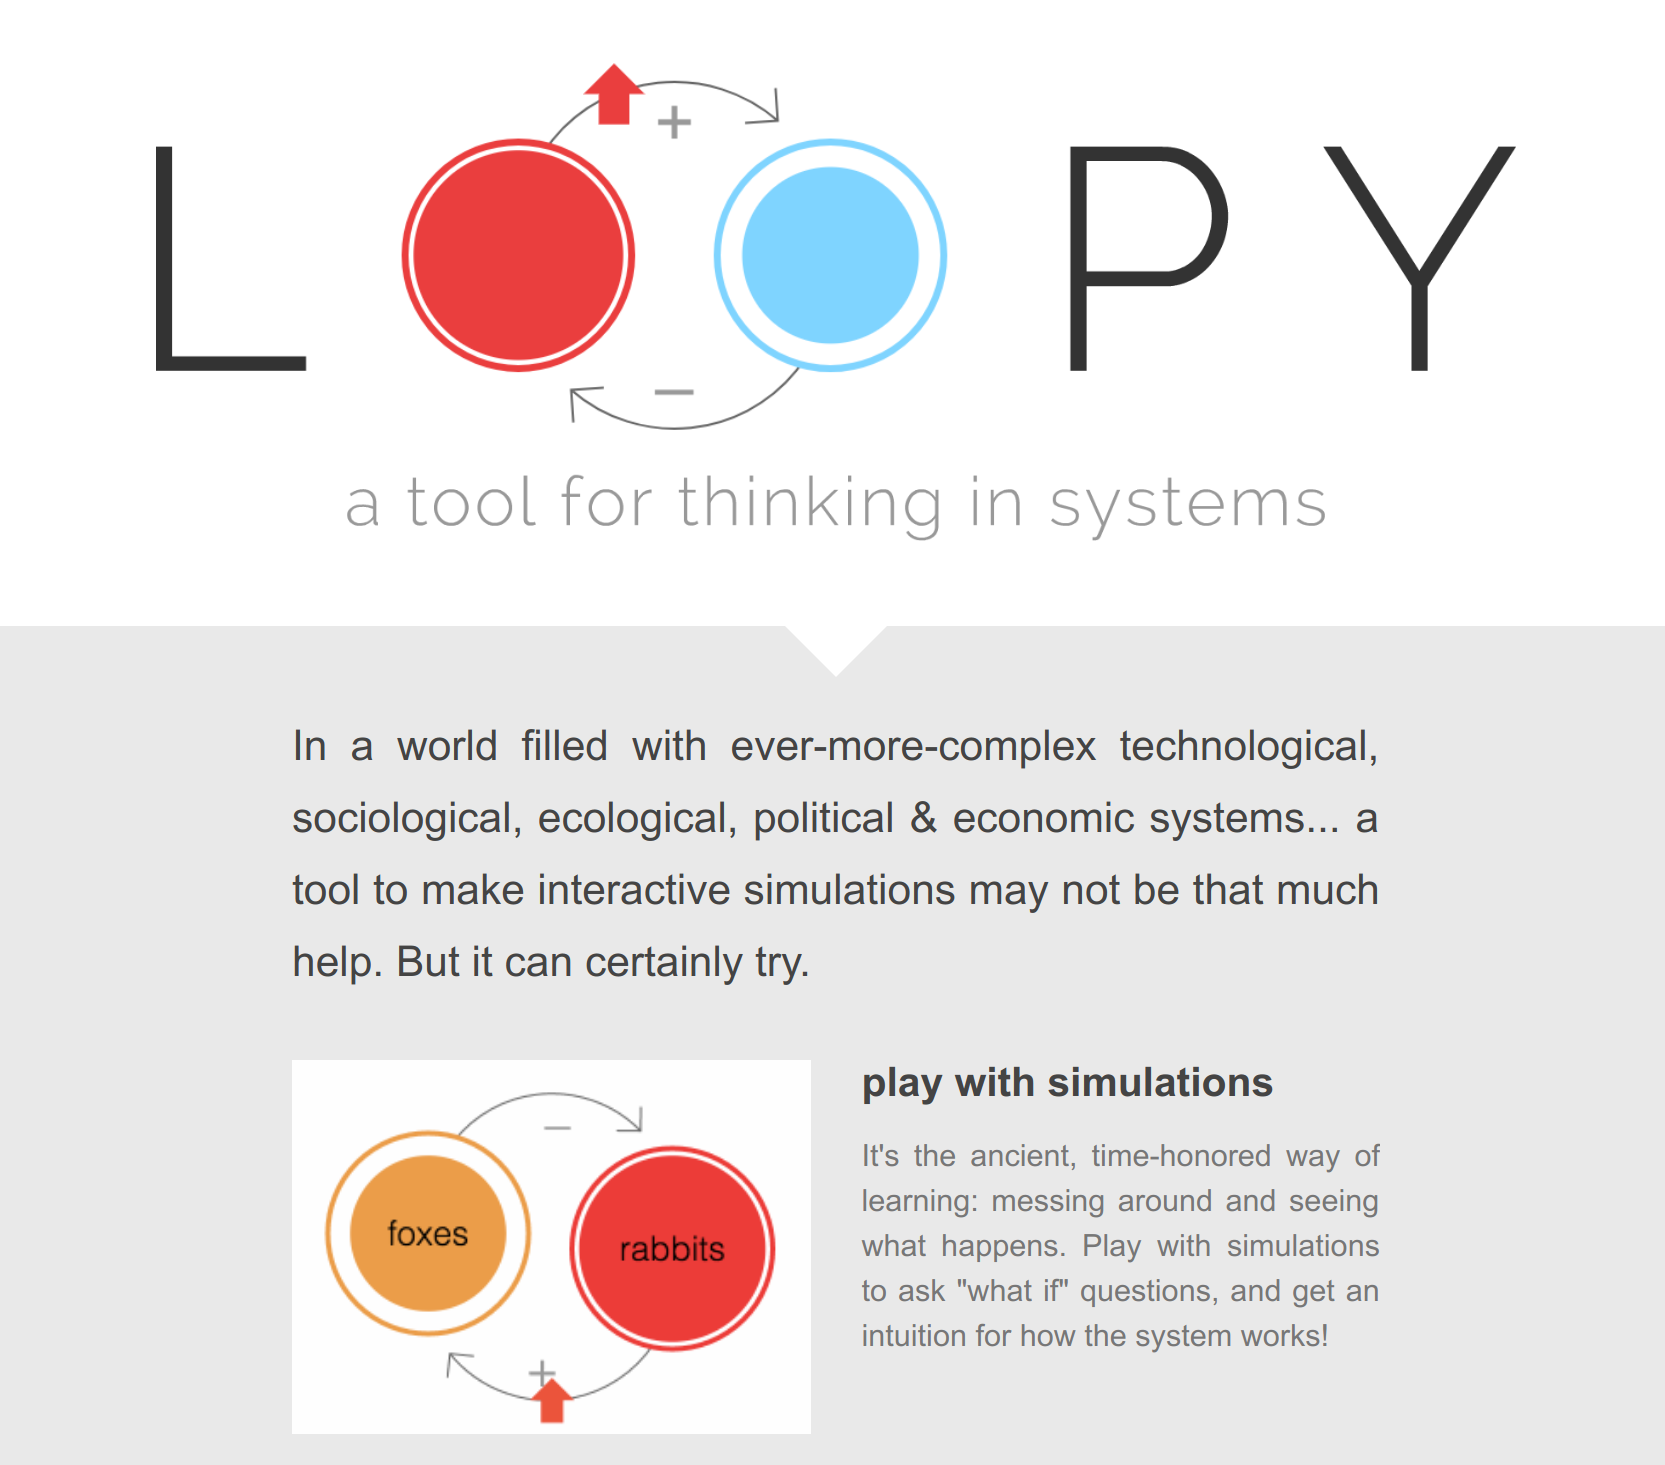 LOOPY
+
−
a tool for thinking in systems
In a world filled with ever-more-complex technological,
sociological, ecological, political & economic systems... a
tool to make interactive simulations may not be that much
help. But it can certainly try.
−
foxes
rabbits
+
play with simulations
It's the ancient, time-honored way of
learning: messing around and seeing
what happens. Play with simulations
to ask "what if" questions, and get an
intuition for how the system works!